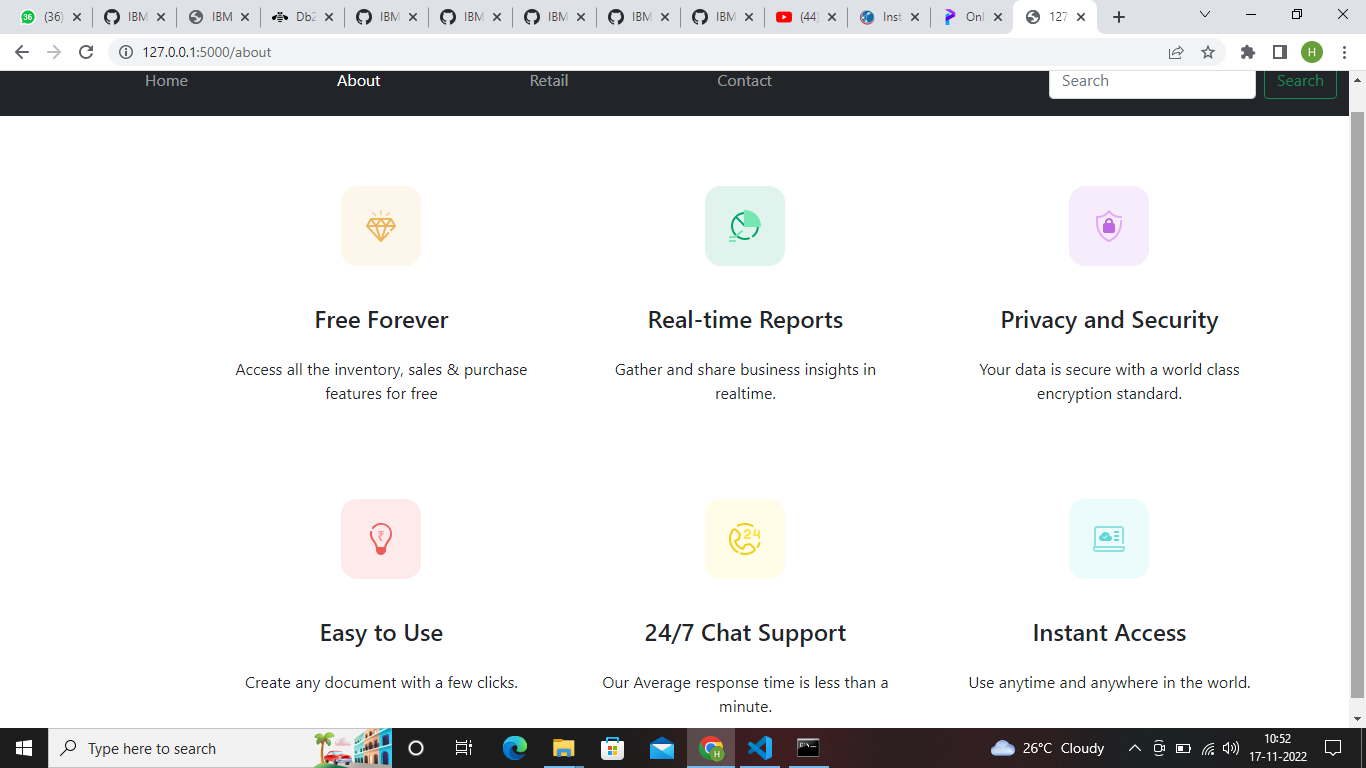 (36)
IBM
IBM
Db2
IBM
IBM
IBM
IBM
IBM
(44)
Inst
Onl
127
127.0.0.1:5000/about
H
Home
About
Retail
Contact
Search
Search
Free Forever
Real-time Reports
Privacy and Security
Access all the inventory, sales & purchase
features for free
Gather and share business insights in
realtime.
Your data is secure with a world class
encryption standard.
24
Easy to Use
24/7 Chat Support
Instant Access
Create any document with a few clicks.
Our Average response time is less than a
minute.
Use anytime and anywhere in the world.
Type here to search
26°C Cloudy
10:52
17-11-2022